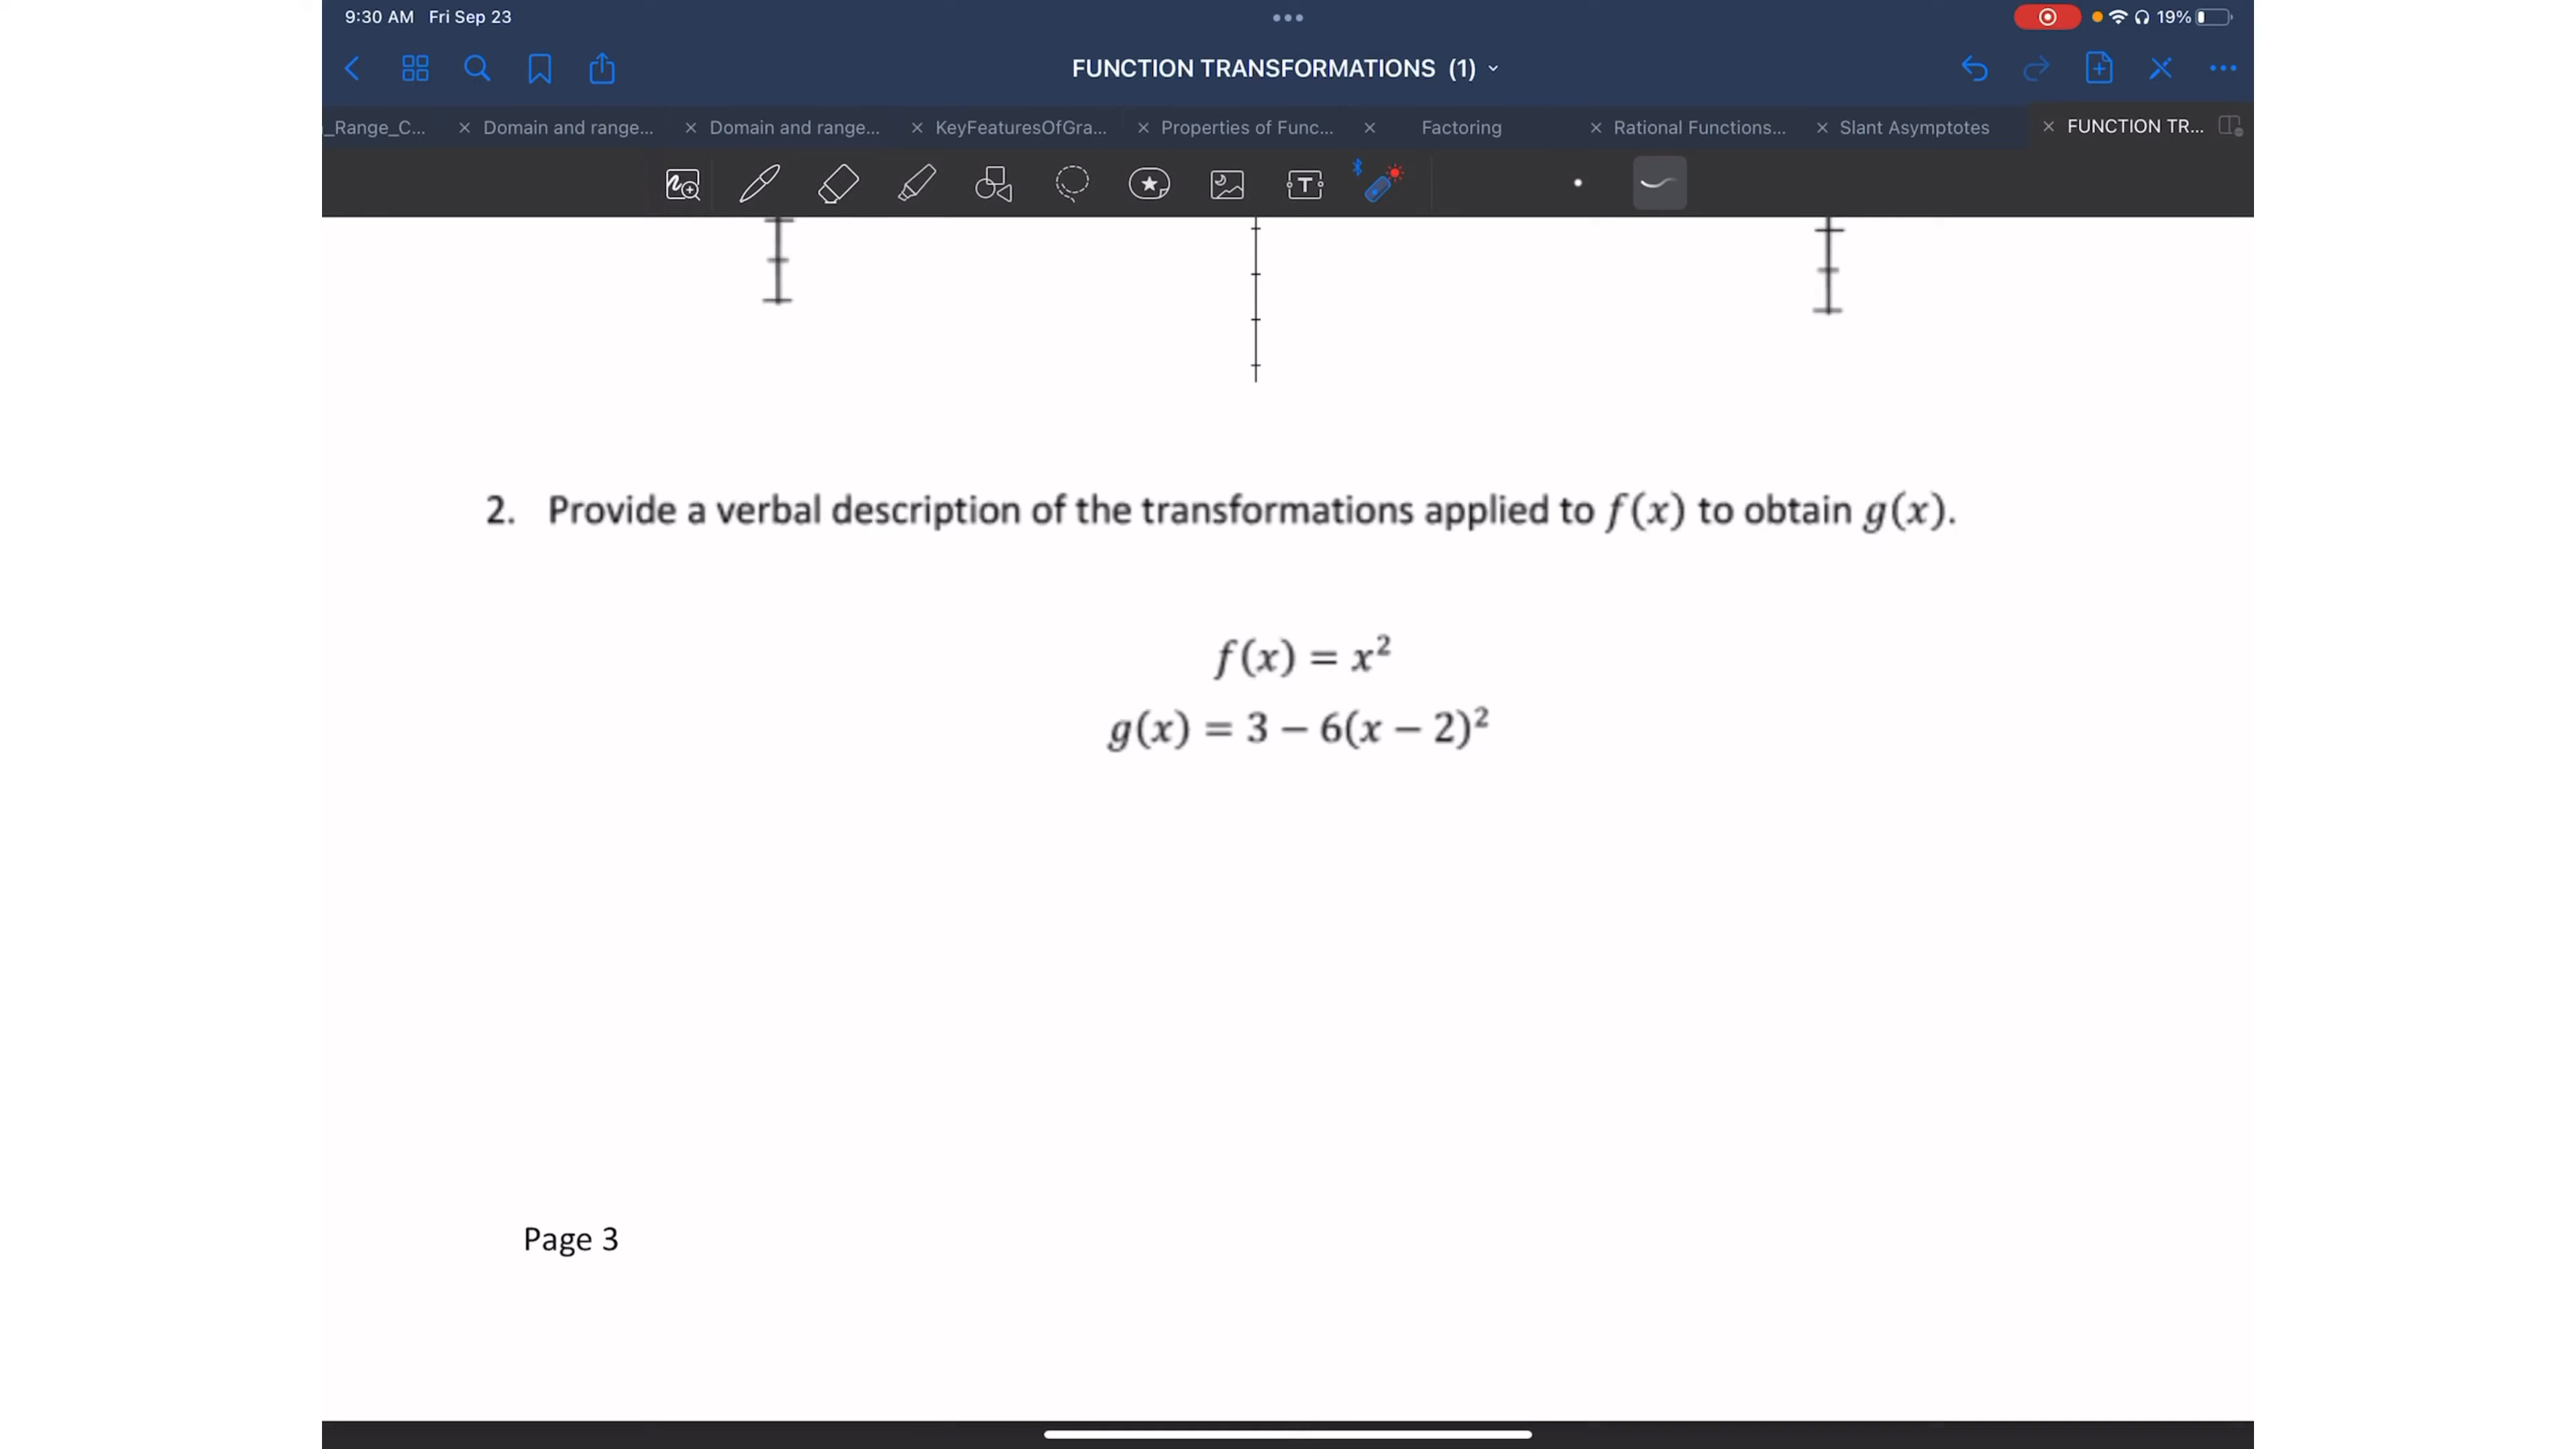 9:30 AM Fri Sep 23
19%
FUNCTION TRANSFORMATIONS (1)
_Range_C... Domain and range... Domain and range... KeyFeaturesOfGra... Properties of Func... Factoring Rational Functions... Slant Asymptotes FUNCTION TR...
T
2. Provide a verbal description of the transformations applied to f(x) to obtain g(x).
f(x) = x²
g(x) = 3 − 6(x − 2)²
Page 3